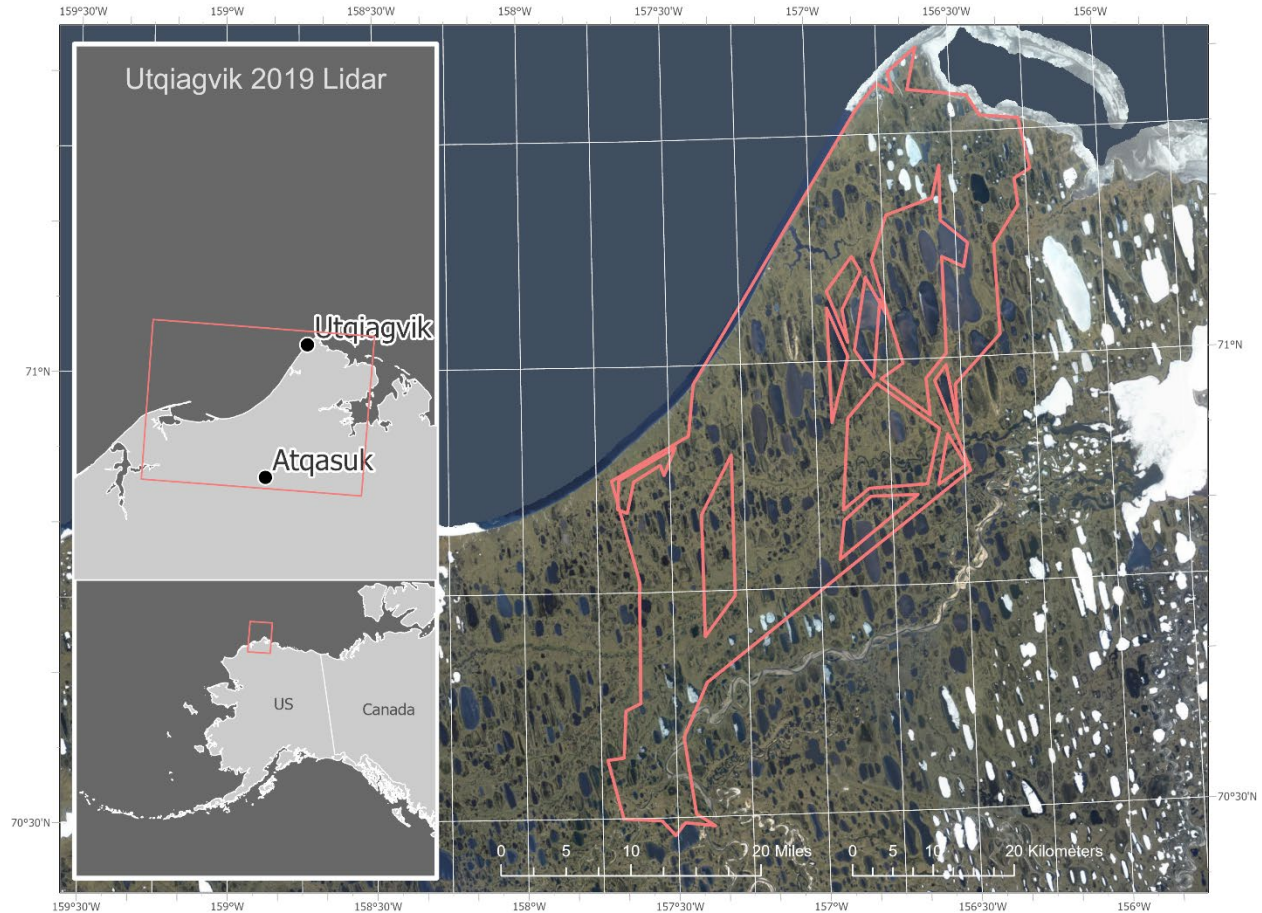 159°30'W 159°W 158°30'W 158°W 157°30'W 157°W 156°30'W 156°W
Utqiagvik 2019 Lidar
Utqiagvik
71°N
71°N
Atqasuk
US
Canada
70°30'N
70°30'N
0 5 10 20 Miles
0 5 10 20 Kilometers
159°30'W 159°W 158°30'W 158°W 157°30'W 157°W 156°30'W 156°W